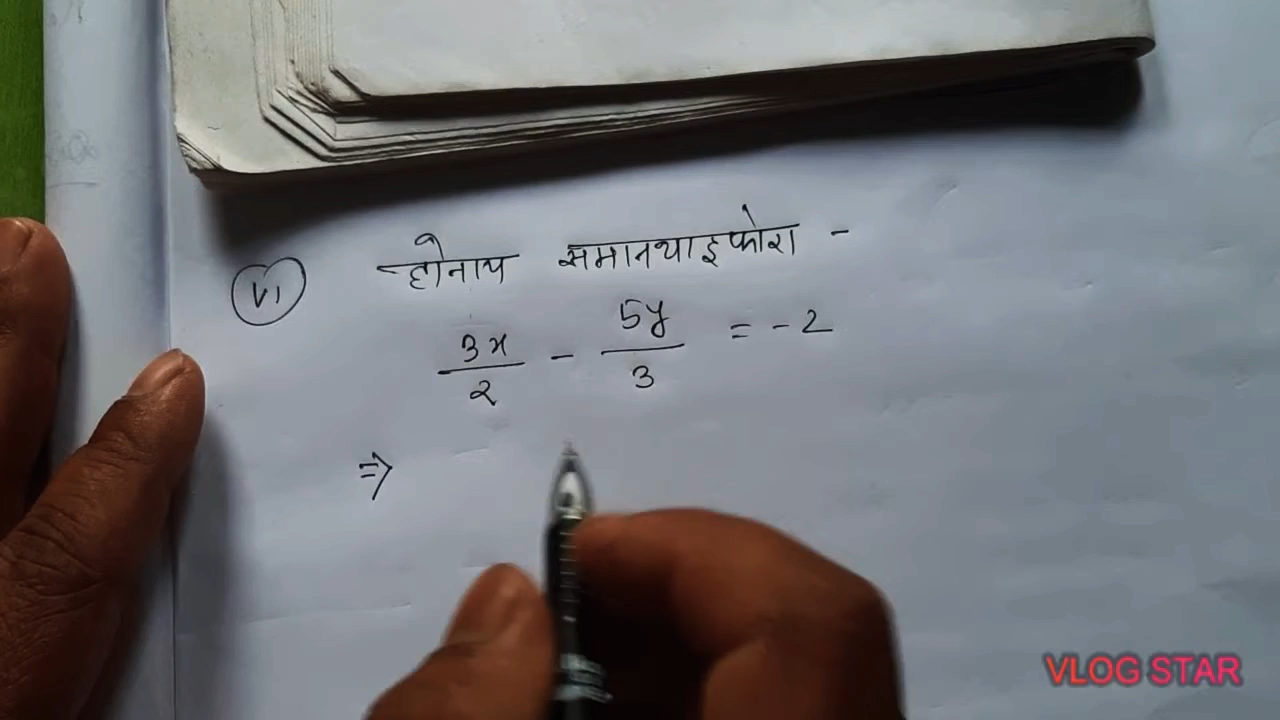 (vi) होनाय समानथाइफोरा -
3x/2 - 5y/3 = -2
⇒
VLOG STAR